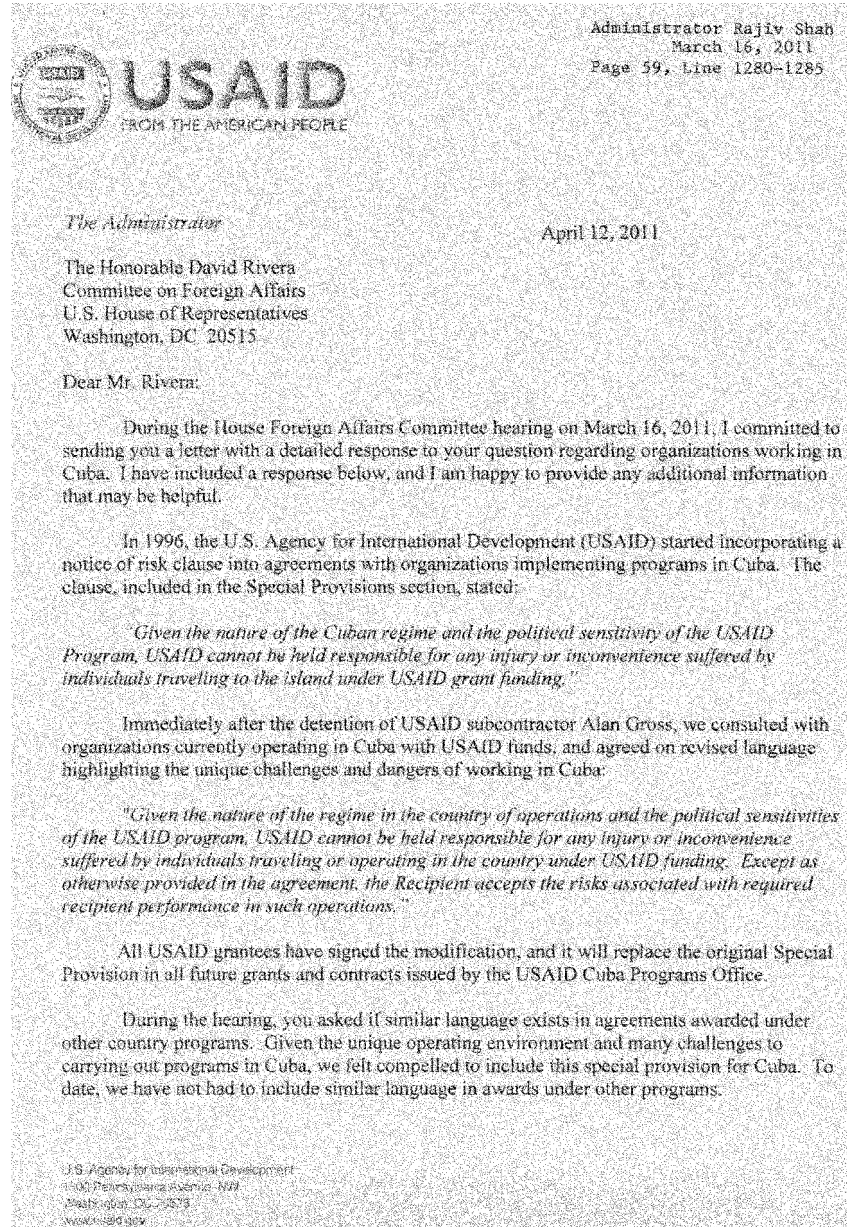 Administrator Rajiv Shah
March 16, 2011
Page 59, Line 1280-1285
USAID
USAID
FROM THE AMERICAN PEOPLE
The Administrator
April 12, 2011
The Honorable David Rivera
Committee on Foreign Affairs
U.S. House of Representatives
Washington, DC 20515
Dear Mr. Rivera:
During the House Foreign Affairs Committee hearing on March 16, 2011, I committed to
sending you a letter with a detailed response to your question regarding organizations working in
Cuba. I have included a response below, and I am happy to provide any additional information
that may be helpful.
In 1996, the U.S. Agency for International Development (USAID) started incorporating a
notice of risk clause into agreements with organizations implementing programs in Cuba. The
clause, included in the Special Provisions section, stated:
"Given the nature of the Cuban regime and the political sensitivity of the USAID
Program, USAID cannot be held responsible for any injury or inconvenience suffered by
individuals traveling to the island under USAID grant funding."
Immediately after the detention of USAID subcontractor Alan Gross, we consulted with
organizations currently operating in Cuba with USAID funds, and agreed on revised language
highlighting the unique challenges and dangers of working in Cuba:
"Given the nature of the regime in the country of operations and the political sensitivities
of the USAID program, USAID cannot be held responsible for any injury or inconvenience
suffered by individuals traveling or operating in the country under USAID funding. Except as
otherwise provided in the agreement, the Recipient accepts the risks associated with required
recipient performance in such operations."
All USAID grantees have signed the modification, and it will replace the original Special
Provision in all future grants and contracts issued by the USAID Cuba Programs Office.
During the hearing, you asked if similar language exists in agreements awarded under
other country programs. Given the unique operating environment and many challenges to
carrying out programs in Cuba, we felt compelled to include this special provision for Cuba. To
date, we have not had to include similar language in awards under other programs.
U.S. Agency for International Development
Pennsylvania Avenue, NW
Washington, DC
www.usaid.gov